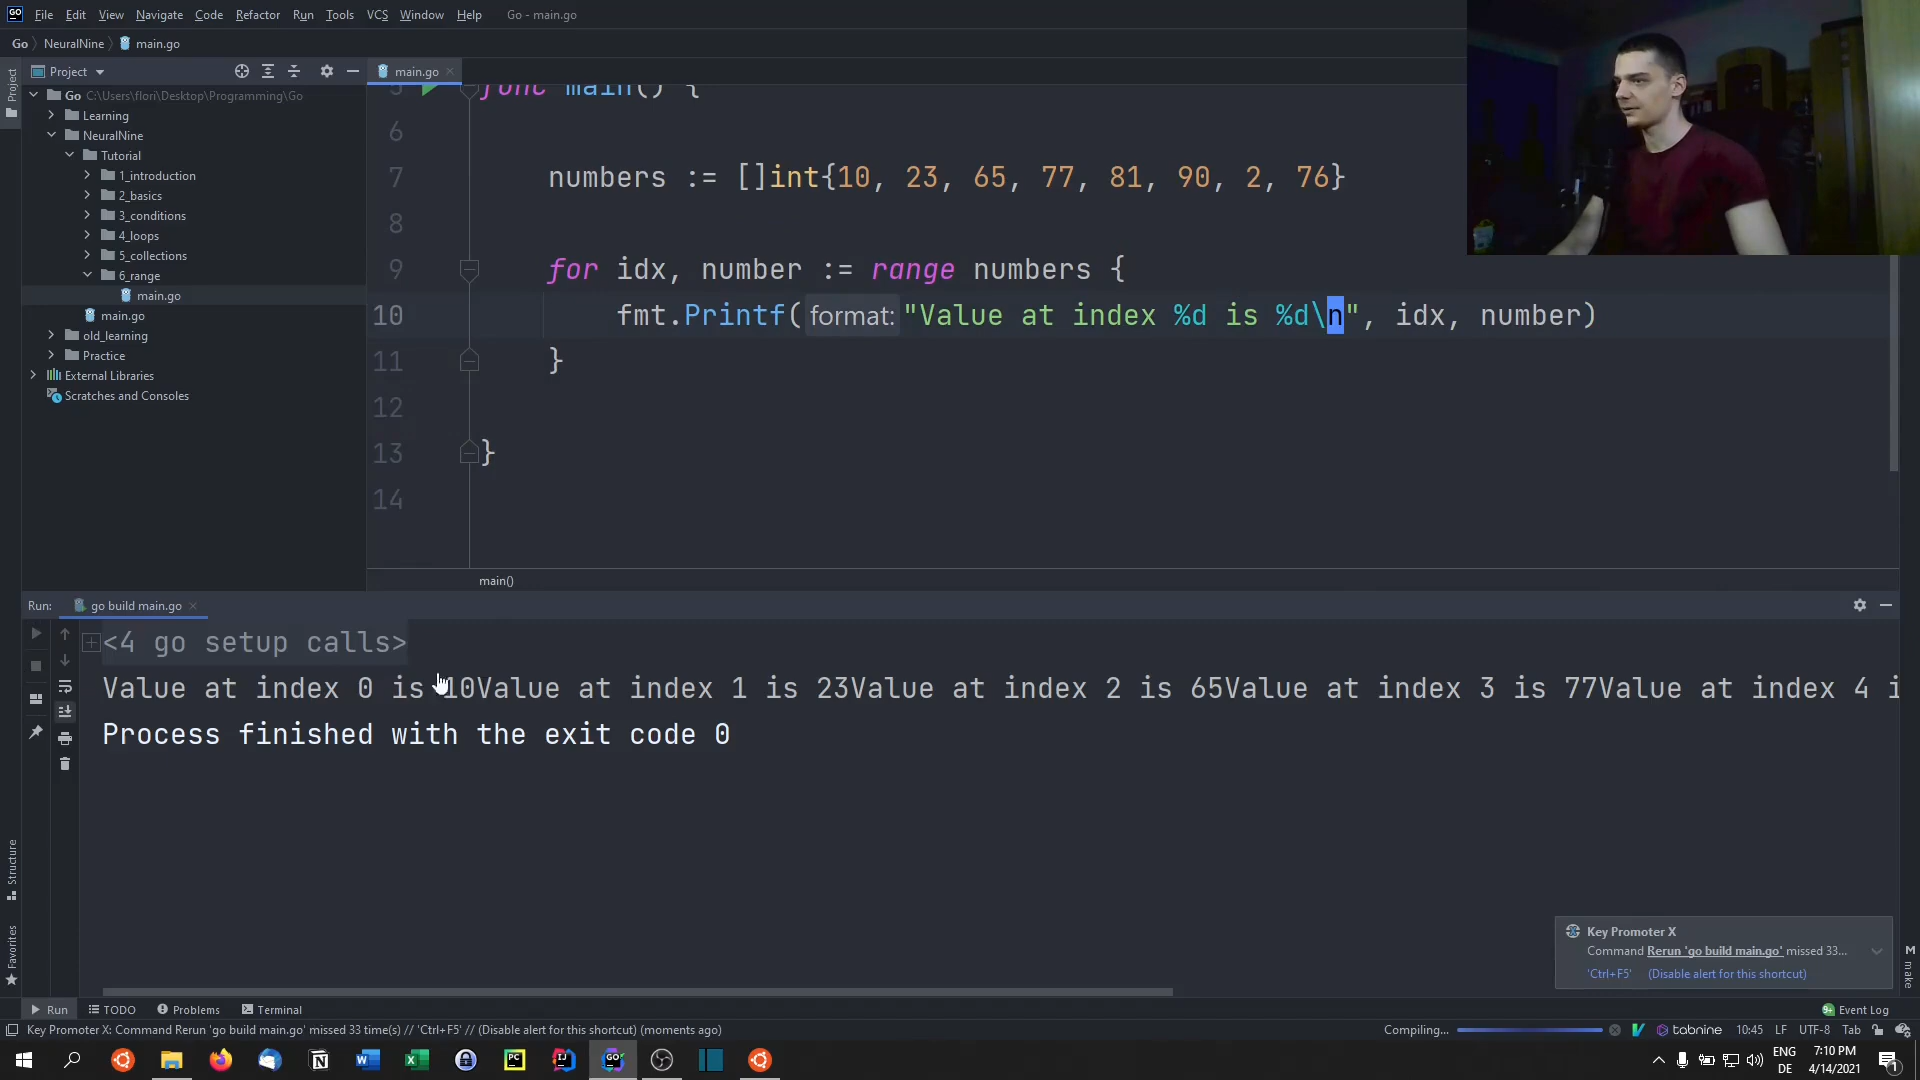 GO File Edit View Navigate Code Refactor Run Tools VCS Window Help Go - main.go
Go NeuralNine main.go
Project
Project
main.go
Go C:\Users\flori\Desktop\Programming\Go
Learning
NeuralNine
Tutorial
1_introduction
2_basics
3_conditions
4_loops
5_collections
6_range
main.go
main.go
old_learning
Practice
External Libraries
Scratches and Consoles
5 func main() {
6
7 numbers := []int{10, 23, 65, 77, 81, 90, 2, 76}
8
9 for idx, number := range numbers {
10 fmt.Printf( format: "Value at index %d is %d\n", idx, number)
11 }
12
13 }
14
main()
Run: go build main.go
<4 go setup calls>
Value at index 0 is 10Value at index 1 is 23Value at index 2 is 65Value at index 3 is 77Value at index 4 i
Process finished with the exit code 0
Structure
Favorites
make
Key Promoter X
Command Rerun 'go build main.go' missed 33...
'Ctrl+F5' (Disable alert for this shortcut)
Run TODO Problems Terminal Event Log
Key Promoter X: Command Rerun 'go build main.go' missed 33 time(s) // 'Ctrl+F5' // (Disable alert for this shortcut) (moments ago) Compiling... tabnine 10:45 LF UTF-8 Tab
ENG 7:10 PM
DE 4/14/2021